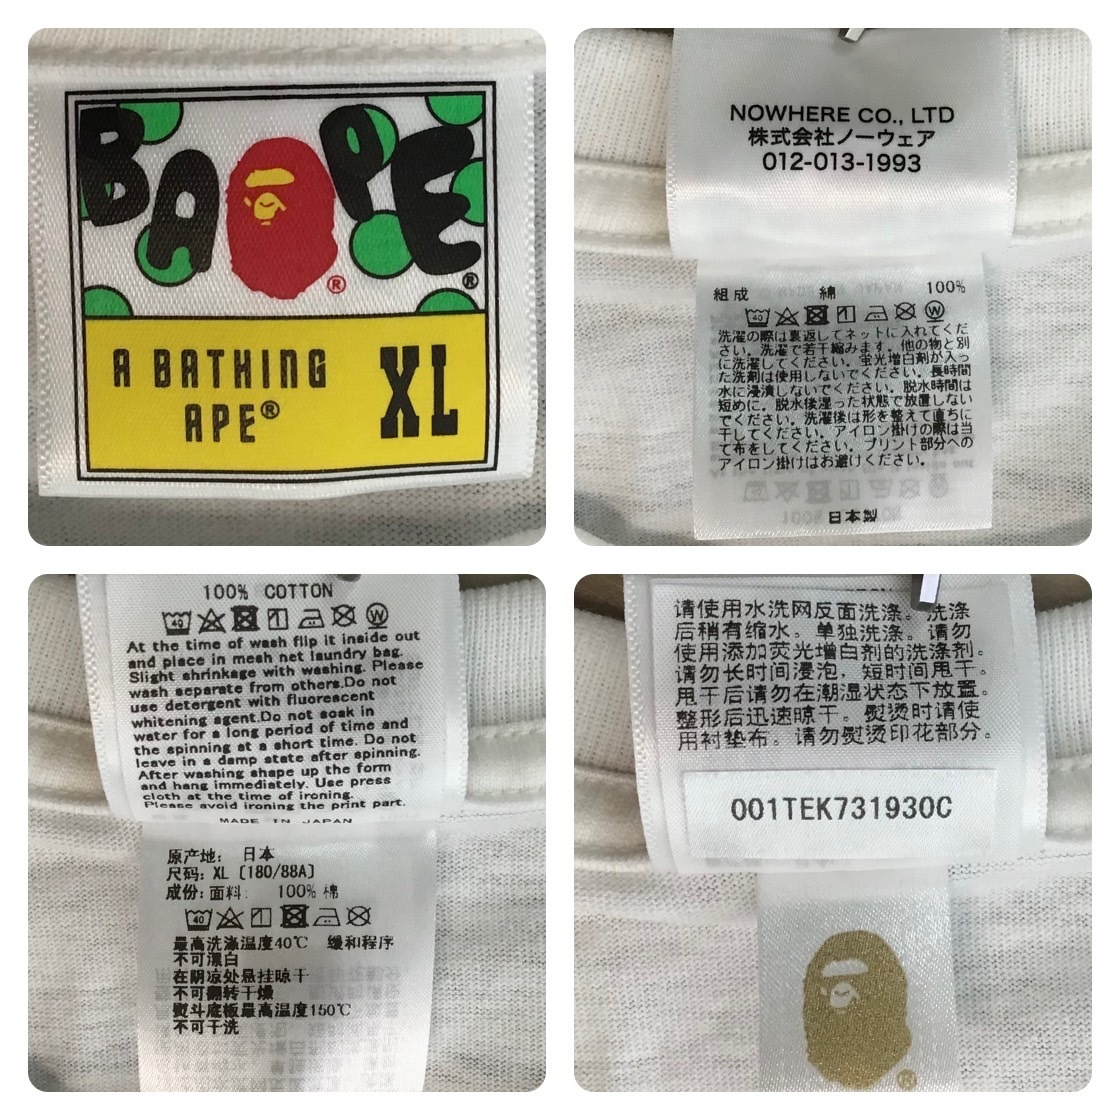 BAPE
®
®
A BATHING
APE®
XL
NOWHERE CO., LTD
株式会社ノーウェア
012-013-1993
組成 綿 100%
40 W
洗濯の際は裏返してネットに入れてくだ
さい。洗濯で若干縮みます。他の物と別
に洗濯してください。蛍光増白剤が入っ
た洗剤は使用しないでください。長時間
水に浸漬しないでください。脱水時間は
短めに。脱水後湿った状態で放置しない
でください。洗濯後は形を整えて直ちに
干してください。アイロン掛けの際は当
て布をしてください。プリント部分への
アイロン掛けはお避けください。
日本製
100% COTTON
40 W
At the time of wash flip it inside out
and place in mesh net laundry bag.
Slight shrinkage with washing. Please
wash separate from others.Do not
use detergent with fluorescent
whitening agent.Do not soak in
water for a long period of time and
the spinning at a short time. Do not
leave in a damp state after spinning.
After washing shape up the form
and hang immediately. Use press
cloth at the time of ironing.
Please avoid ironing the print part.
MADE IN JAPAN
原产地: 日本
尺码: XL (180/88A)
成份: 面料: 100% 棉
40
最高洗涤温度40℃ 缓和程序
不可漂白
在阴凉处悬挂晾干
不可翻转干燥
熨斗底板最高温度150℃
不可干洗
请使用水洗网反面洗涤。洗涤
后稍有缩水。单独洗涤。请勿
使用添加荧光增白剂的洗涤剂。
请勿长时间浸泡，短时间甩干。
甩干后请勿在潮湿状态下放置。
整形后迅速晾干。熨烫时请使
用衬垫布。请勿熨烫印花部分。
001TEK731930C
®